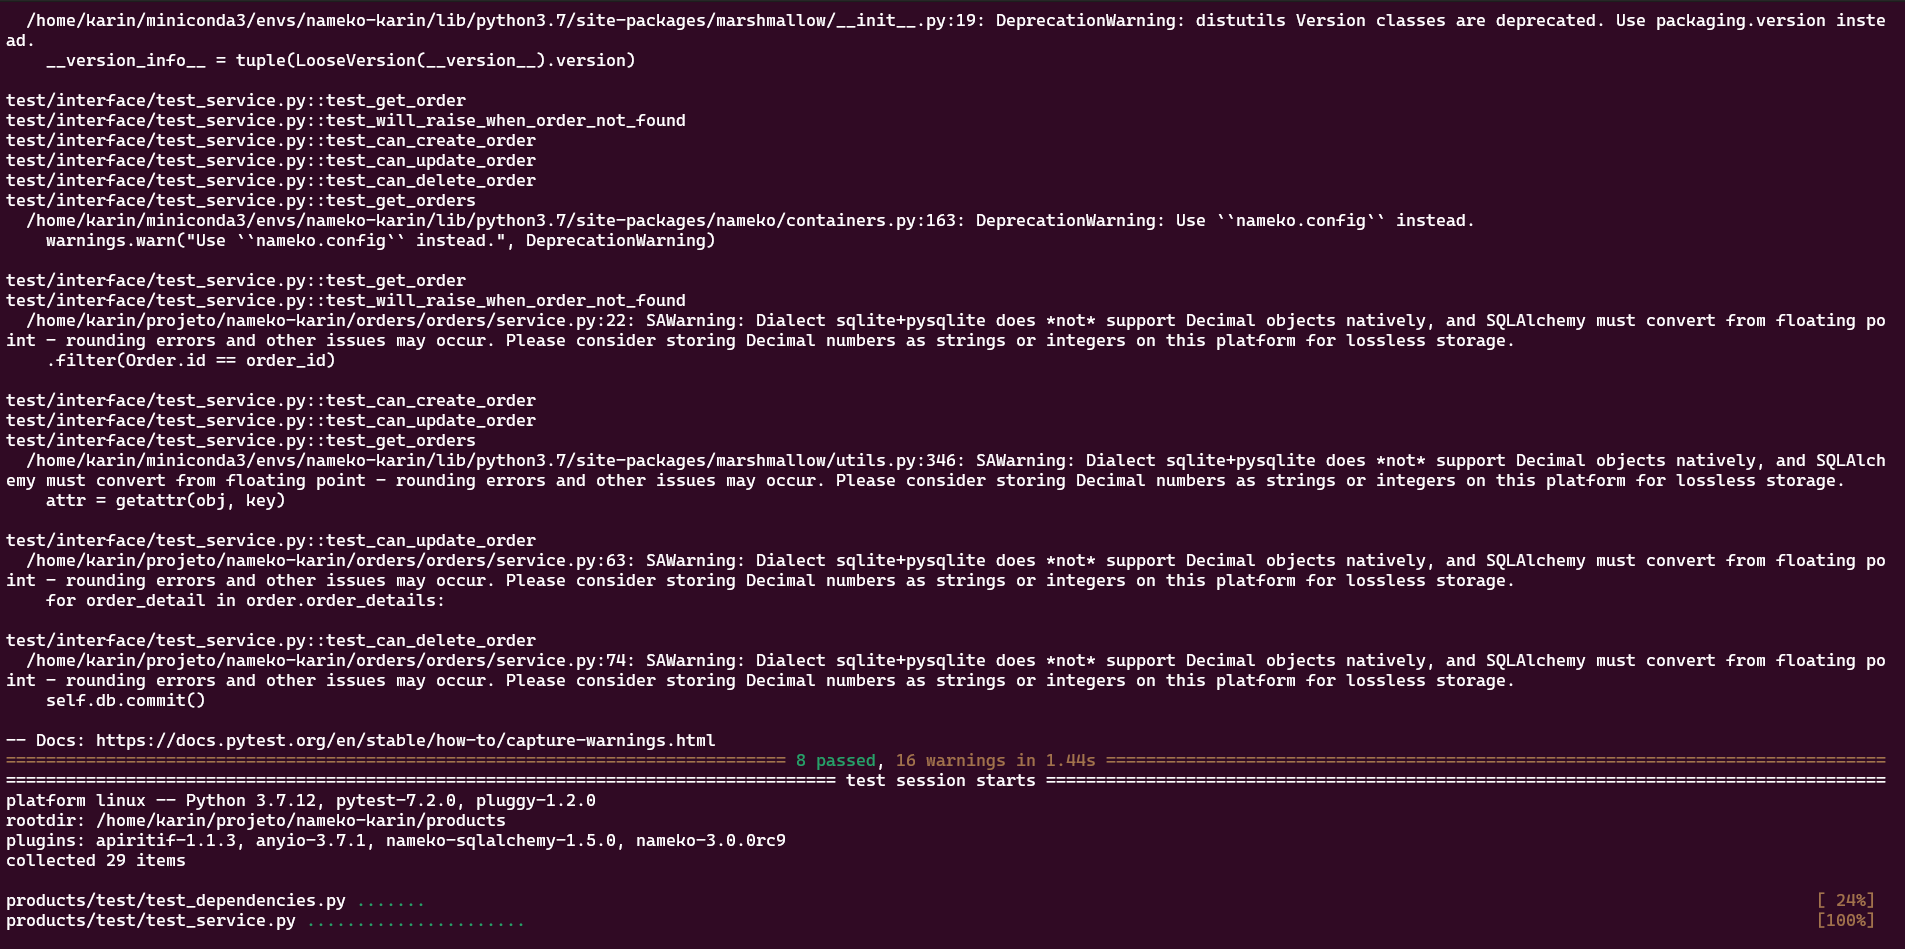 /home/karin/miniconda3/envs/nameko-karin/lib/python3.7/site-packages/marshmallow/__init__.py:19: DeprecationWarning: distutils Version classes are deprecated. Use packaging.version inste
ad.
    __version_info__ = tuple(LooseVersion(__version__).version)

test/interface/test_service.py::test_get_order
test/interface/test_service.py::test_will_raise_when_order_not_found
test/interface/test_service.py::test_can_create_order
test/interface/test_service.py::test_can_update_order
test/interface/test_service.py::test_can_delete_order
test/interface/test_service.py::test_get_orders
  /home/karin/miniconda3/envs/nameko-karin/lib/python3.7/site-packages/nameko/containers.py:163: DeprecationWarning: Use ``nameko.config`` instead.
    warnings.warn("Use ``nameko.config`` instead.", DeprecationWarning)

test/interface/test_service.py::test_get_order
test/interface/test_service.py::test_will_raise_when_order_not_found
  /home/karin/projeto/nameko-karin/orders/orders/service.py:22: SAWarning: Dialect sqlite+pysqlite does *not* support Decimal objects natively, and SQLAlchemy must convert from floating po
int - rounding errors and other issues may occur. Please consider storing Decimal numbers as strings or integers on this platform for lossless storage.
    .filter(Order.id == order_id)

test/interface/test_service.py::test_can_create_order
test/interface/test_service.py::test_can_update_order
test/interface/test_service.py::test_get_orders
  /home/karin/miniconda3/envs/nameko-karin/lib/python3.7/site-packages/marshmallow/utils.py:346: SAWarning: Dialect sqlite+pysqlite does *not* support Decimal objects natively, and SQLAlch
emy must convert from floating point - rounding errors and other issues may occur. Please consider storing Decimal numbers as strings or integers on this platform for lossless storage.
    attr = getattr(obj, key)

test/interface/test_service.py::test_can_update_order
  /home/karin/projeto/nameko-karin/orders/orders/service.py:63: SAWarning: Dialect sqlite+pysqlite does *not* support Decimal objects natively, and SQLAlchemy must convert from floating po
int - rounding errors and other issues may occur. Please consider storing Decimal numbers as strings or integers on this platform for lossless storage.
    for order_detail in order.order_details:

test/interface/test_service.py::test_can_delete_order
  /home/karin/projeto/nameko-karin/orders/orders/service.py:74: SAWarning: Dialect sqlite+pysqlite does *not* support Decimal objects natively, and SQLAlchemy must convert from floating po
int - rounding errors and other issues may occur. Please consider storing Decimal numbers as strings or integers on this platform for lossless storage.
    self.db.commit()

-- Docs: https://docs.pytest.org/en/stable/how-to/capture-warnings.html
============================================================================== 8 passed, 16 warnings in 1.44s ==============================================================================
=================================================================================== test session starts ====================================================================================
platform linux -- Python 3.7.12, pytest-7.2.0, pluggy-1.2.0
rootdir: /home/karin/projeto/nameko-karin/products
plugins: apiritif-1.1.3, anyio-3.7.1, nameko-sqlalchemy-1.5.0, nameko-3.0.0rc9
collected 29 items

products/test/test_dependencies.py ....... [ 24%]
products/test/test_service.py ...................... [100%]